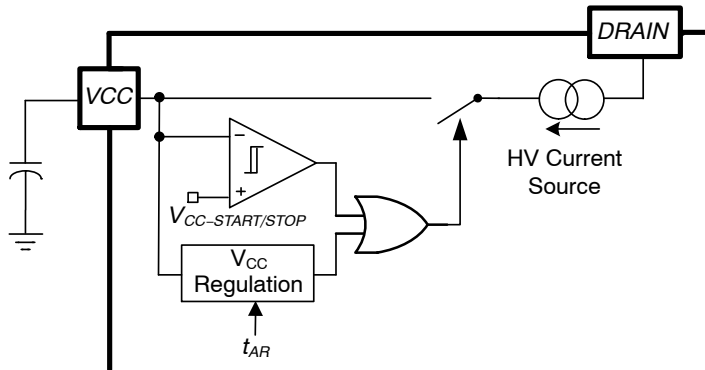 DRAIN
VCC
HV Current
Source
−
+
VCC−START/STOP
VCC
Regulation
tAR